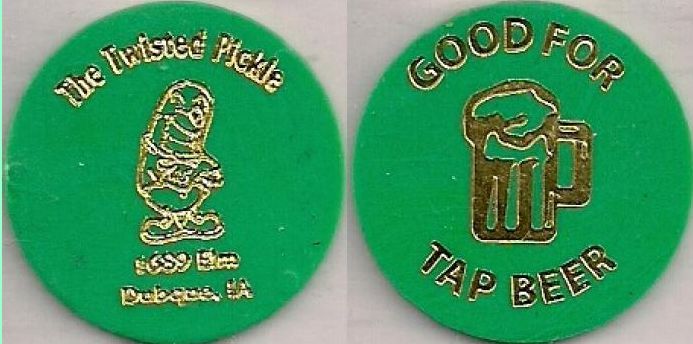 The Twisted Pickle
Elm
Dubuque, IA
GOOD FOR
TAP BEER